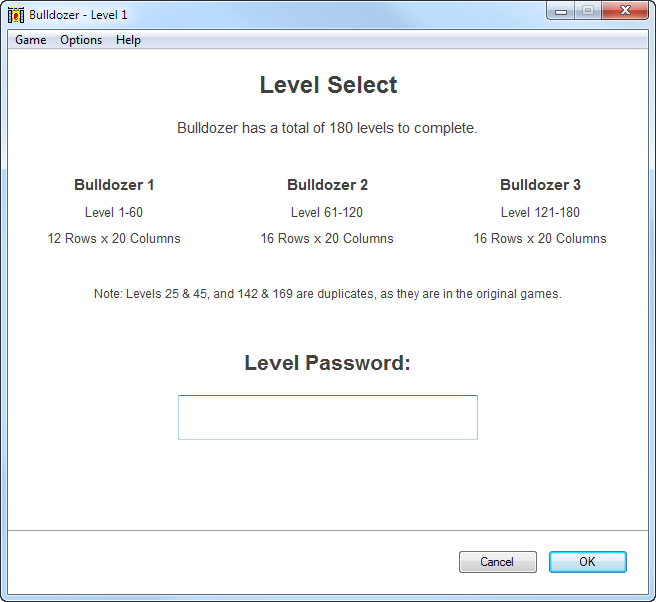 Bulldozer - Level 1
Game Options Help
Level Select
Bulldozer has a total of 180 levels to complete.
Bulldozer 1 Bulldozer 2 Bulldozer 3
Level 1-60 Level 61-120 Level 121-180
12 Rows x 20 Columns 16 Rows x 20 Columns 16 Rows x 20 Columns
Note: Levels 25 & 45, and 142 & 169 are duplicates, as they are in the original games.
Level Password:
Cancel OK